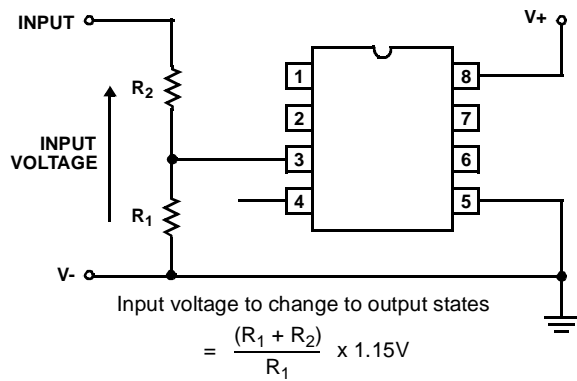 INPUT
V+
R2
INPUT
VOLTAGE
R1
V-
1
2
3
4
8
7
6
5
Input voltage to change to output states
= (R1 + R2) / R1 x 1.15V